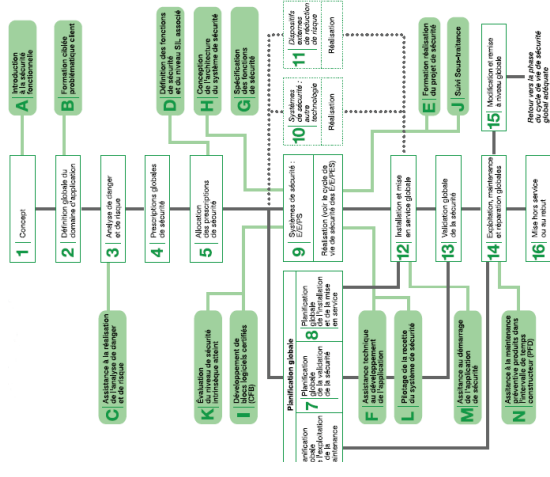 A
Introduction
à la sécurité
fonctionnelle
B
Formation ciblée
problématique client
D
Définition des fonctions
de sécurité
et du niveau SIL associé
H
Conception
de l'architecture
du système de sécurité
G
Spécification
des fonctions
de sécurité
11
Dispositifs
externes
de réduction
de risque
Réalisation
E
Formation réalisation
du projet de sécurité
J
Suivi Sous-traitance
15
Modification et remise
à niveau globale
Retour vers la phase
du cycle de vie de sécurité
global adéquate
10
Systèmes
de sécurité :
autre
technologie
Réalisation
1
Concept
2
Définition globale du
domaine d'application
3
Analyse de danger
et de risque
4
Prescriptions globales
de sécurité
5
Allocation
des prescriptions
de sécurité
9
Systèmes de sécurité :
E/E/PS
Réalisation (voir le cycle de
vie de sécurité des E/E/PES)
12
Installation et mise
en service globale
13
Validation globale
de la sécurité
14
Exploitation, maintenance
et réparation globales
16
Mise hors service
ou au rebut
C
Assistance à la réalisation
de l'analyse de danger
et de risque
K
Évaluation
du niveau de sécurité
intrinsèque atteint
I
Développement de
blocs logiciels certifiés
(CFB)
Planification globale
8
Planification
globale
de l'installation
et de la mise
en service
7
Planification
globale
de la validation
de la sécurité
anification
obale
l'exploitation
de la
aintenance
F
Assistance technique
au développement
de l'application
L
Pilotage de la recette
du système de sécurité
M
Assistance au démarrage
de l'application
de sécurité
N
Assitance à la maintenance
préventive produits dans
l'intervalle de temps
constructeur (PFD)